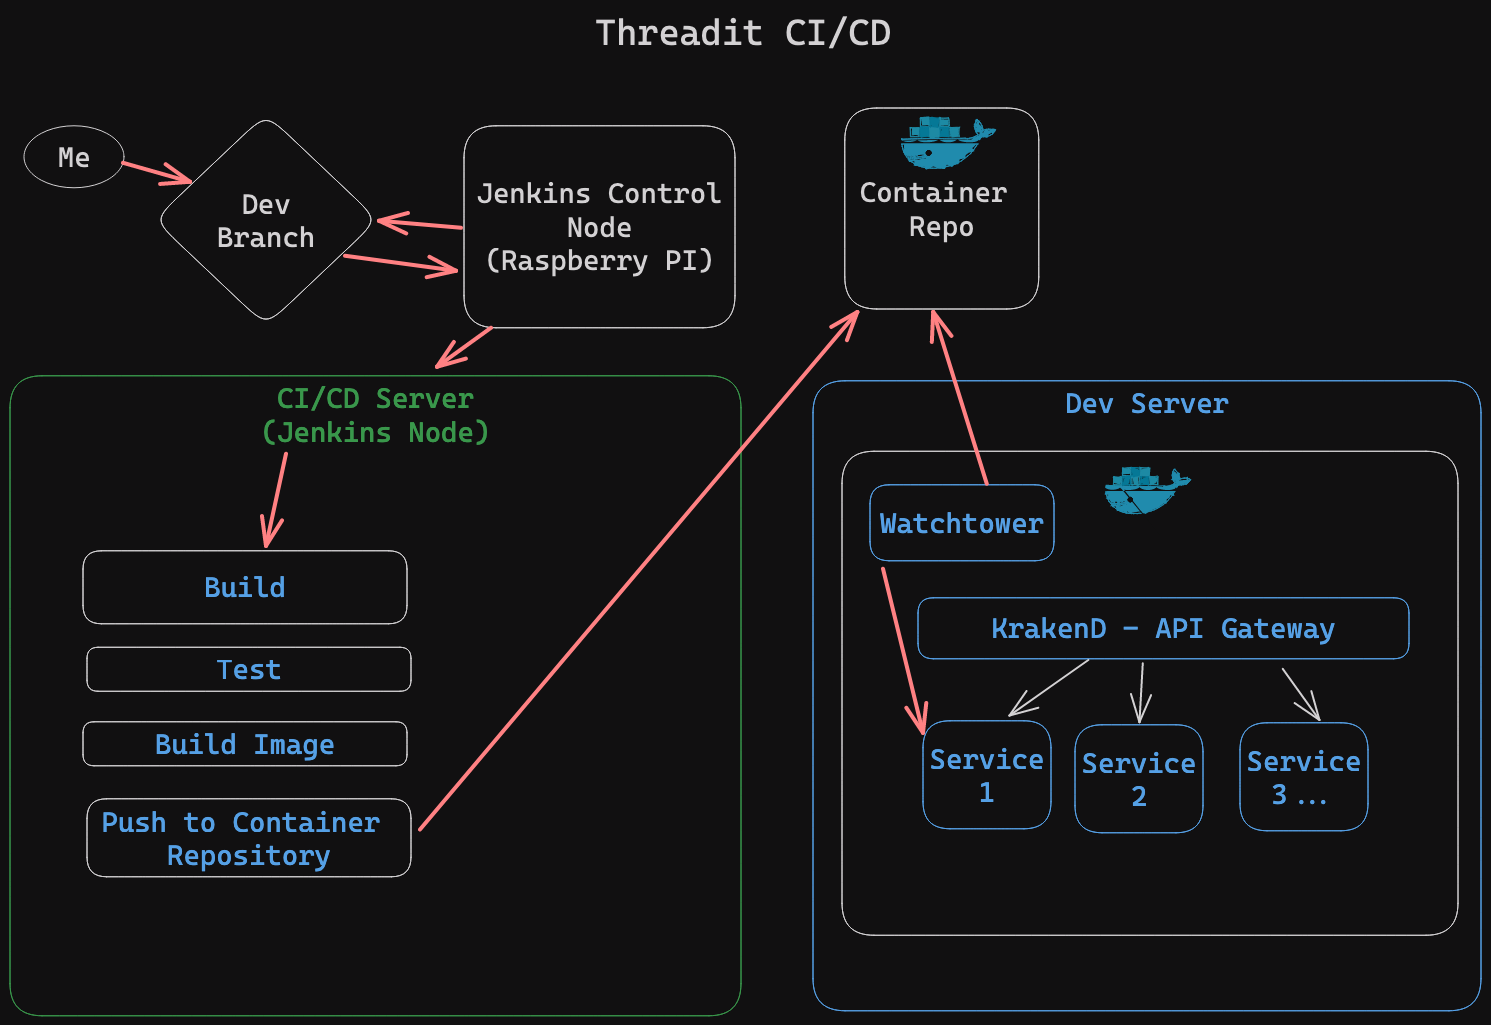 Threadit CI/CD
Me
Dev
Branch
Jenkins Control
Node
(Raspberry PI)
Container
Repo
CI/CD Server
(Jenkins Node)
Build
Test
Build Image
Push to Container
Repository
Dev Server
Watchtower
KrakenD - API Gateway
Service
1
Service
2
Service
3 ...